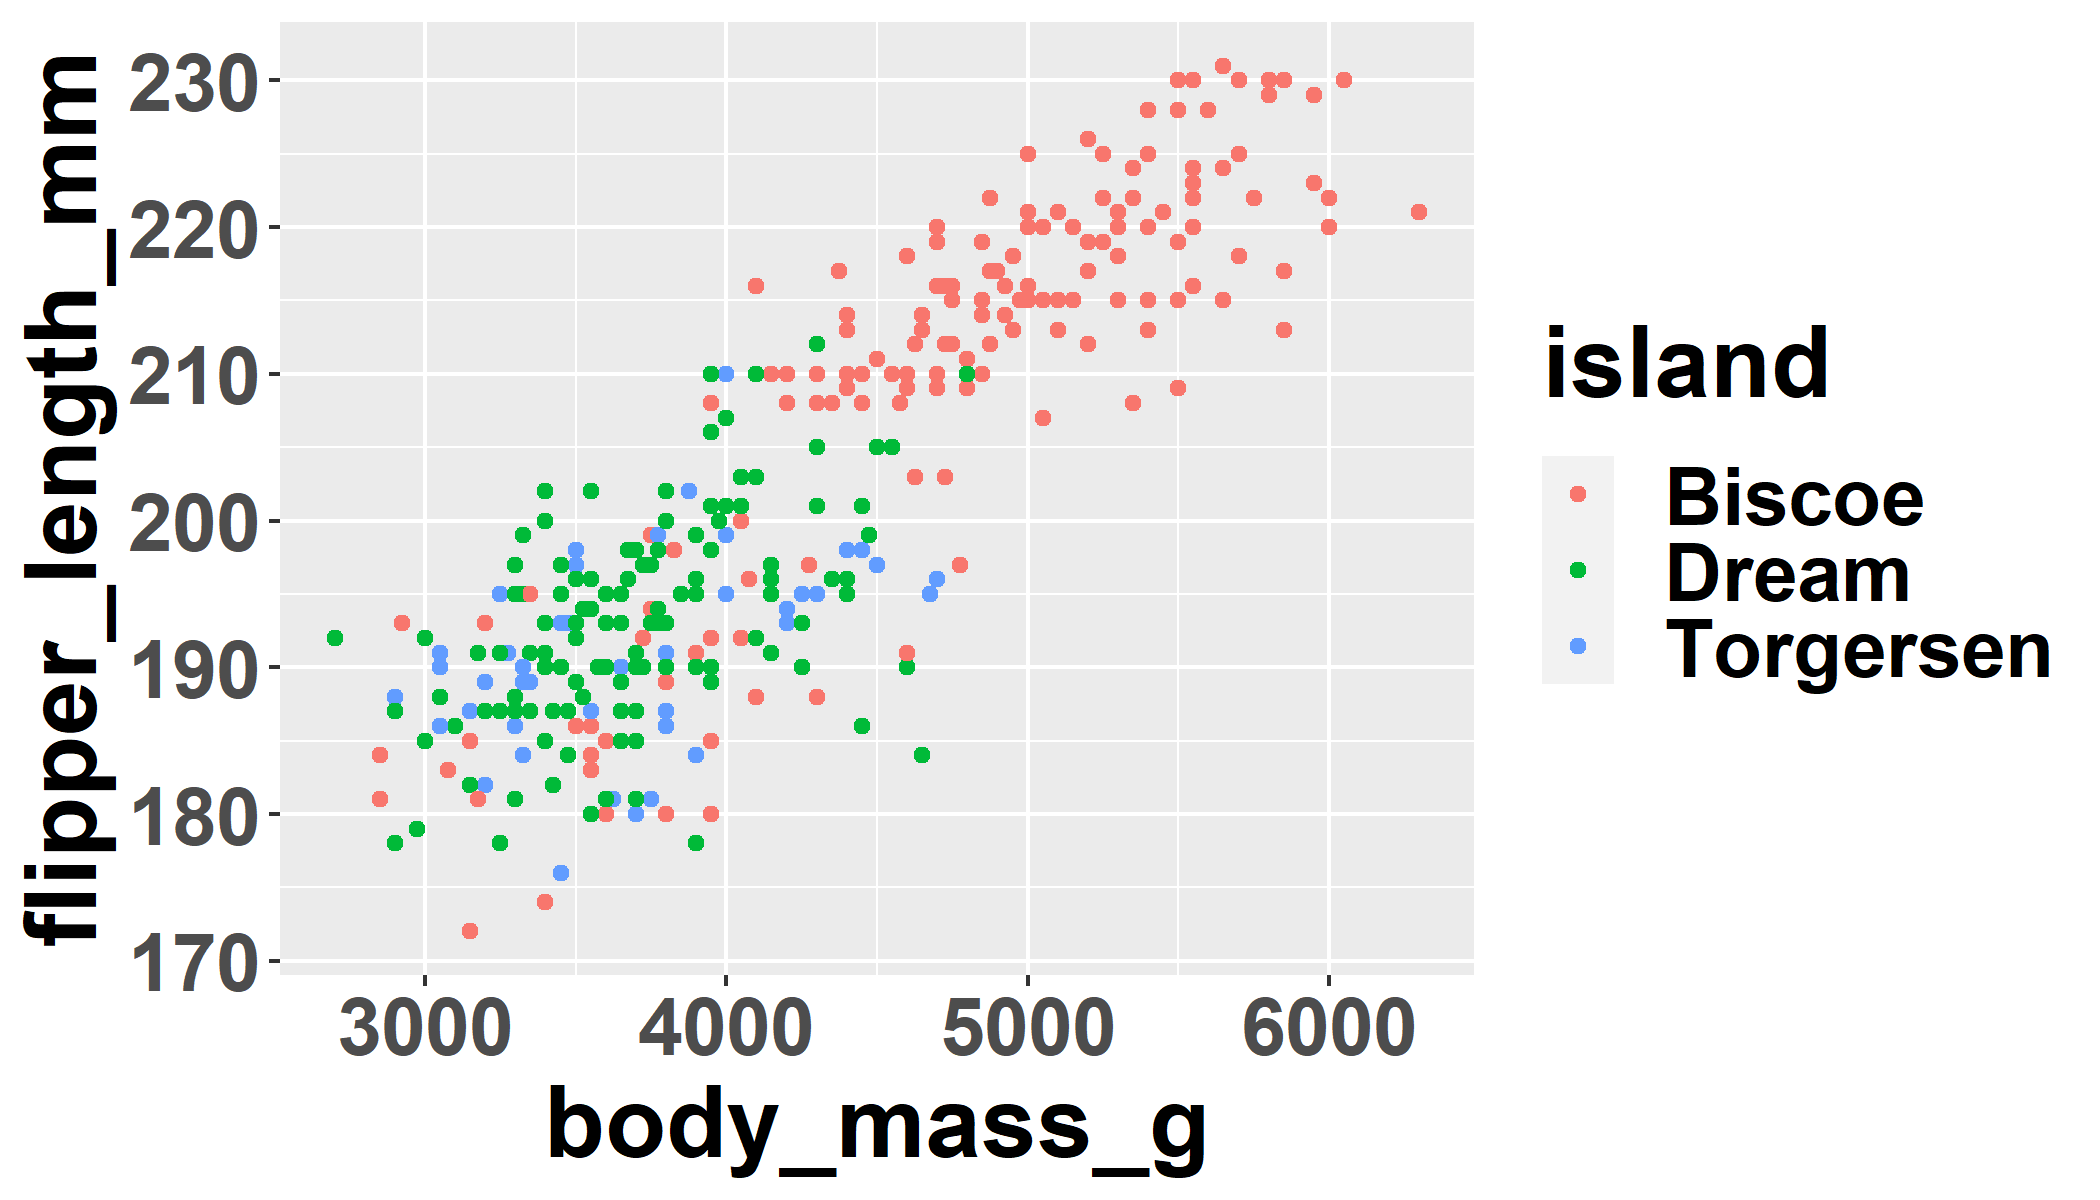 flipper_length_mm
230
220
210
200
190
180
170
3000 4000 5000 6000
body_mass_g
island
Biscoe
Dream
Torgersen